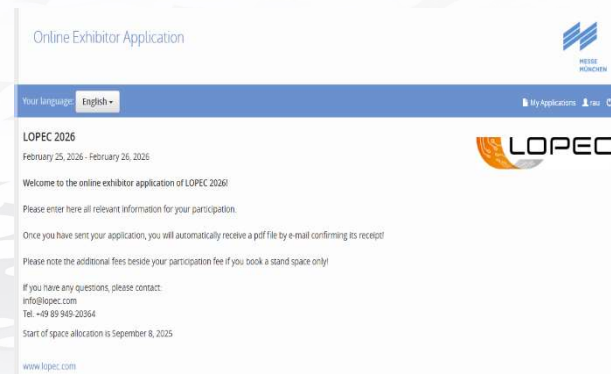 Online Exhibitor Application
MESSE
MÜNCHEN
Your language:
English
My Applications
rau
LOPEC 2026
LOPEC
February 25, 2026 - February 26, 2026
Welcome to the online exhibitor application of LOPEC 2026!
Please enter here all relevant information for your participation.
Once you have sent your application, you will automatically receive a pdf file by e-mail confirming its receipt!
Please note the additional fees beside your participation fee if you book a stand space only!
If you have any questions, please contact:
info@lopec.com
Tel. +49 89 949-20364
Start of space allocation is Sepember 8, 2025
www.lopec.com